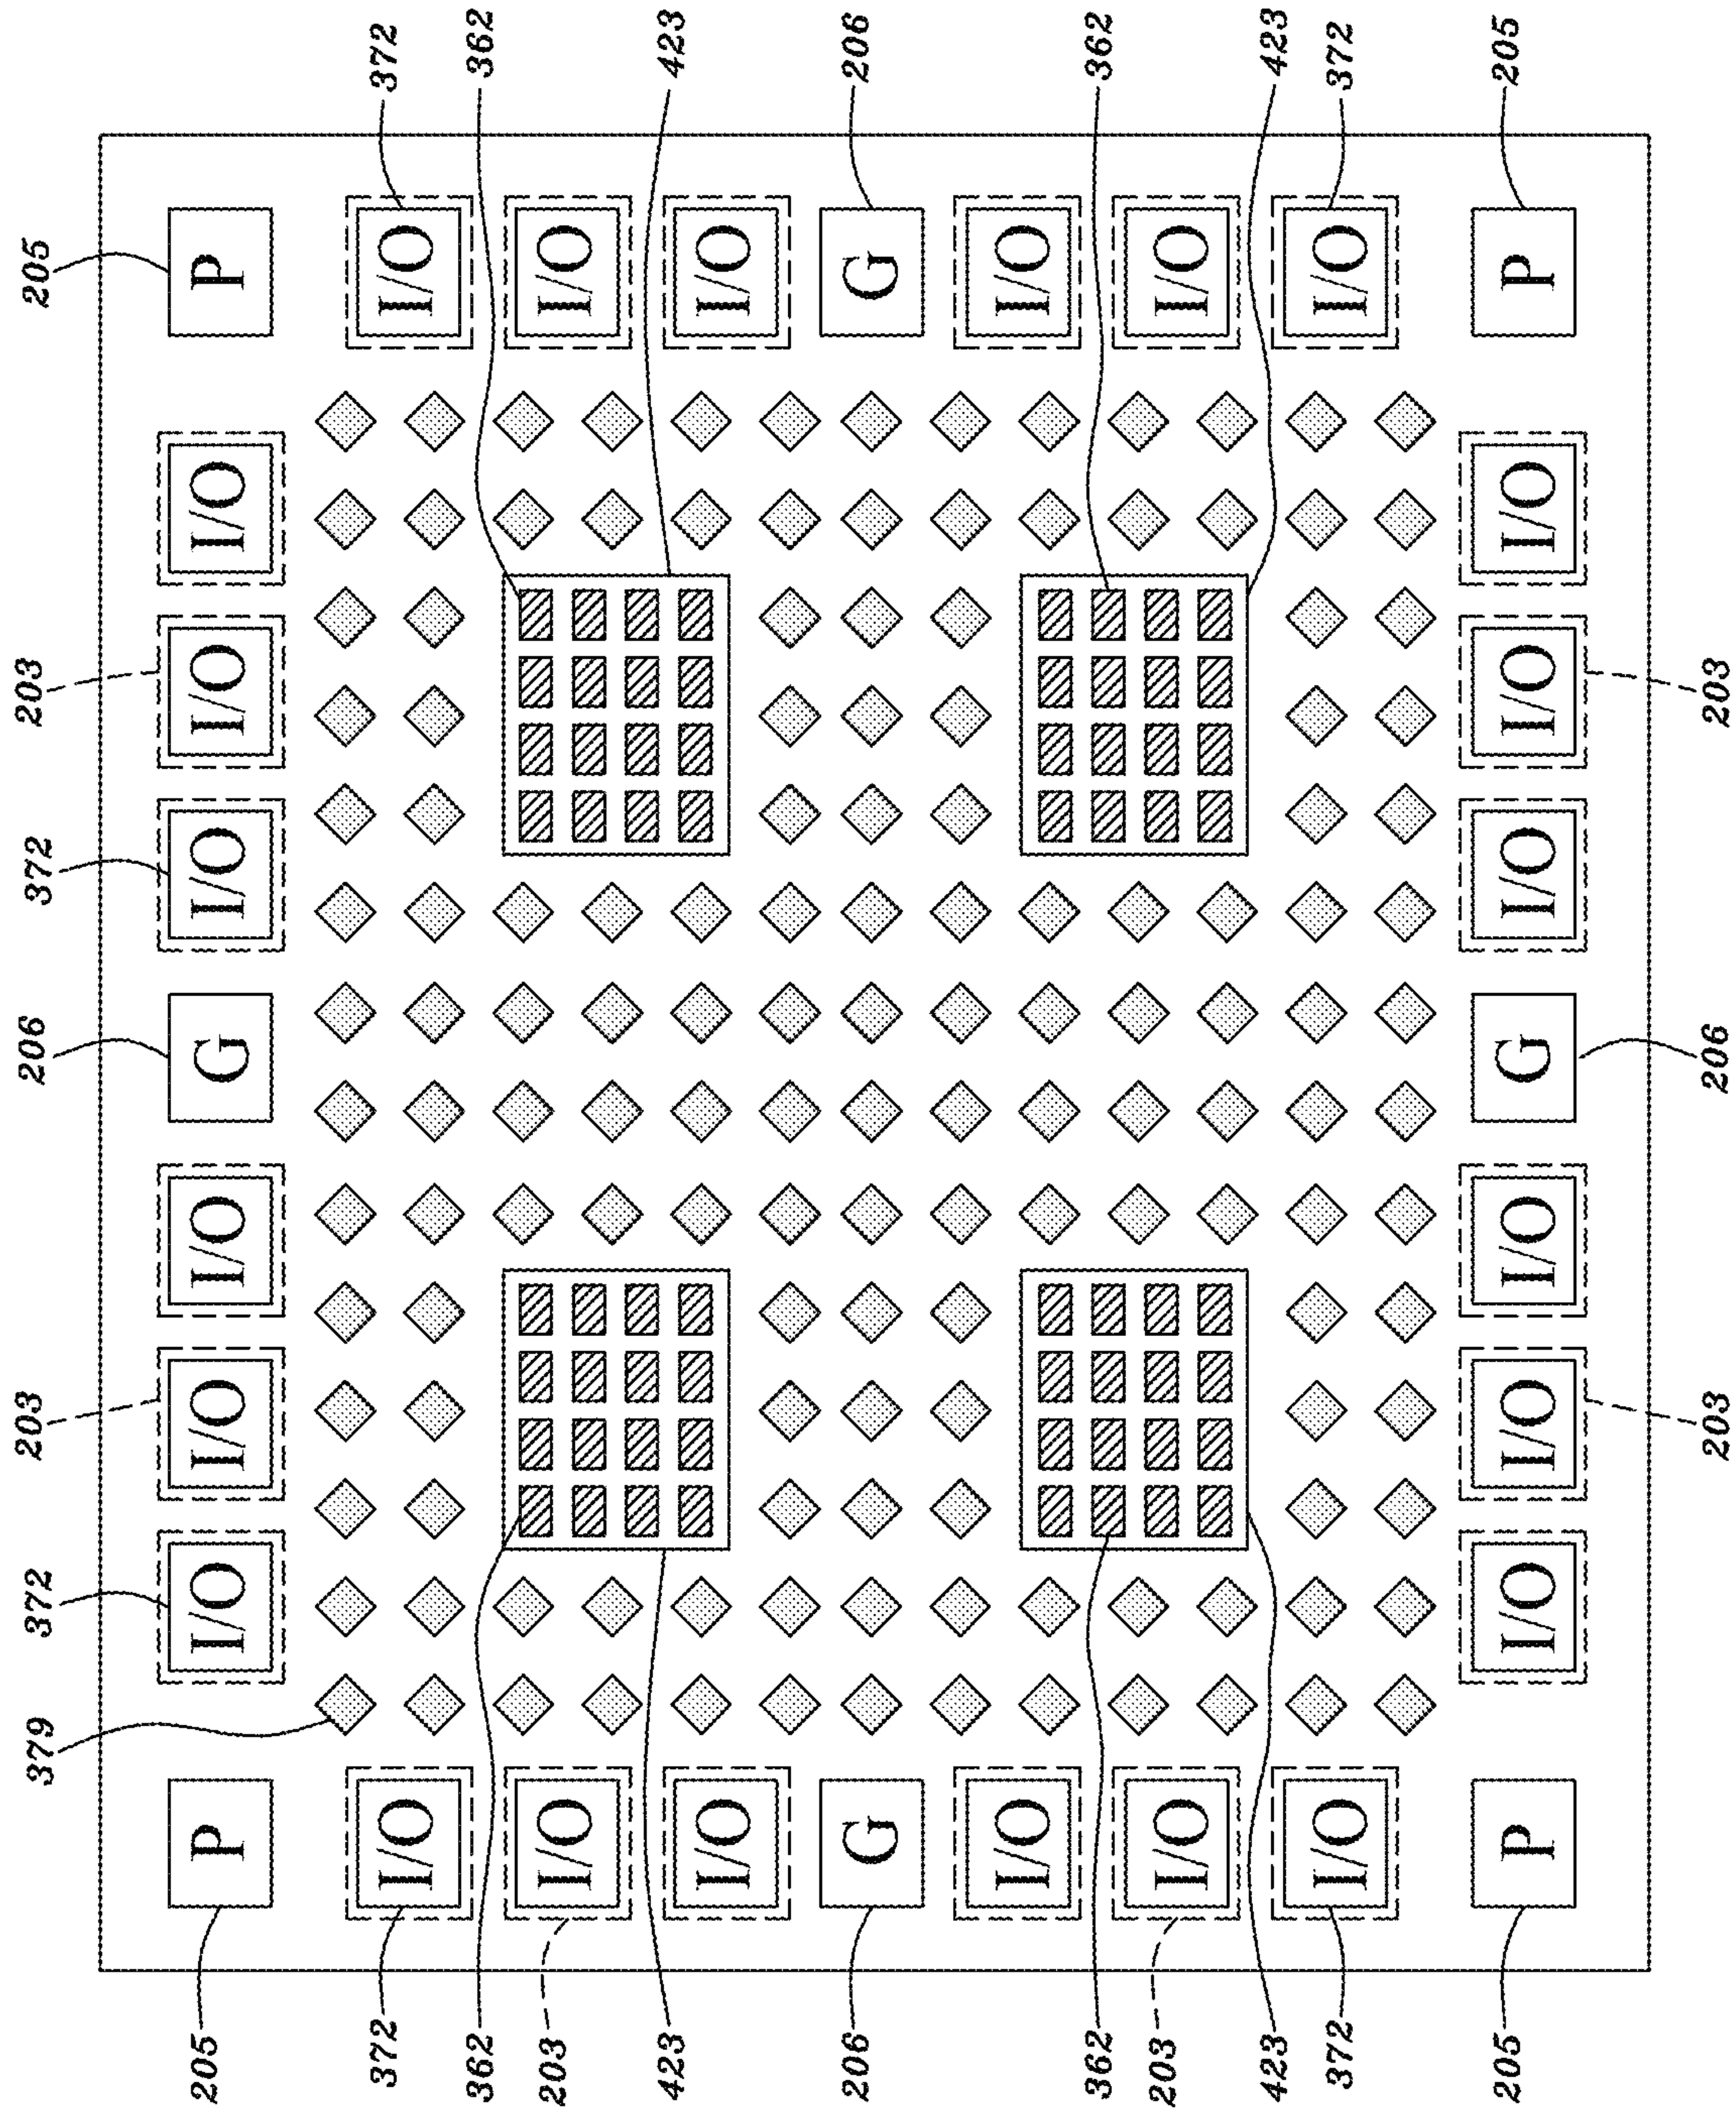 379 372 203 206 372 203 205
205 P I/O I/O I/O G I/O I/O I/O P
372 I/O I/O 372
362 362
203 I/O I/O
423 423
I/O I/O
206 G G 206
I/O I/O
362 362
203 I/O I/O
423 423
372 I/O I/O 372
205 P I/O I/O I/O G I/O I/O I/O P 205
203 206 203